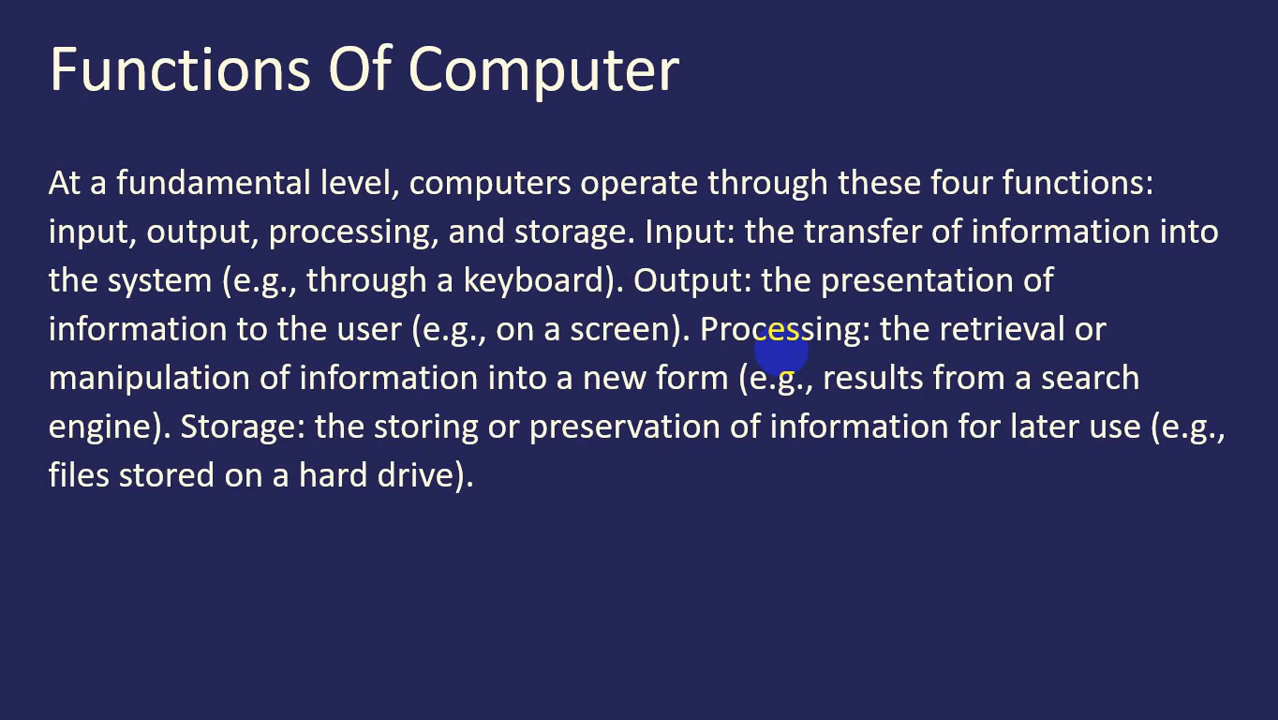 Functions Of Computer
At a fundamental level, computers operate through these four functions:
input, output, processing, and storage. Input: the transfer of information into
the system (e.g., through a keyboard). Output: the presentation of
information to the user (e.g., on a screen). Processing: the retrieval or
manipulation of information into a new form (e.g., results from a search
engine). Storage: the storing or preservation of information for later use (e.g.,
files stored on a hard drive).